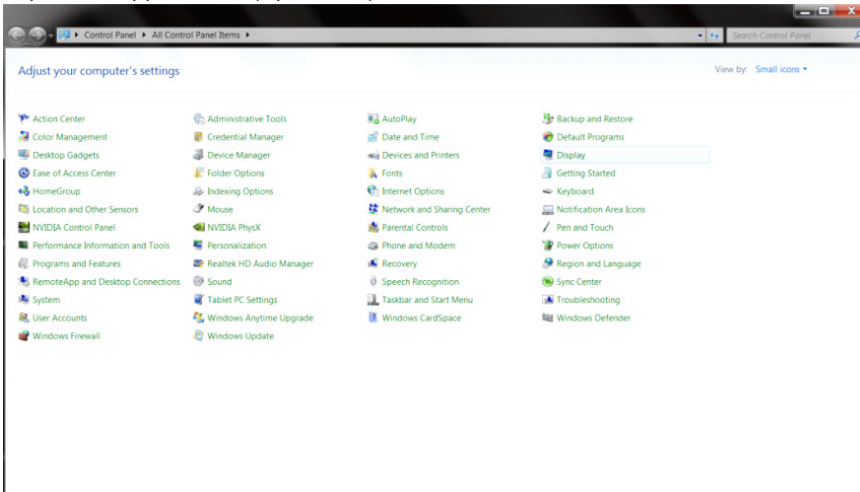 Control Panel ▸ All Control Panel Items ▸ Search Control Panel
Adjust your computer's settings View by: Small icons
Action Center Administrative Tools AutoPlay Backup and Restore
Color Management Credential Manager Date and Time Default Programs
Desktop Gadgets Device Manager Devices and Printers Display
Ease of Access Center Folder Options Fonts Getting Started
HomeGroup Indexing Options Internet Options Keyboard
Location and Other Sensors Mouse Network and Sharing Center Notification Area Icons
NVIDIA Control Panel NVIDIA PhysX Parental Controls Pen and Touch
Performance Information and Tools Personalization Phone and Modem Power Options
Programs and Features Realtek HD Audio Manager Recovery Region and Language
RemoteApp and Desktop Connections Sound Speech Recognition Sync Center
System Tablet PC Settings Taskbar and Start Menu Troubleshooting
User Accounts Windows Anytime Upgrade Windows CardSpace Windows Defender
Windows Firewall Windows Update